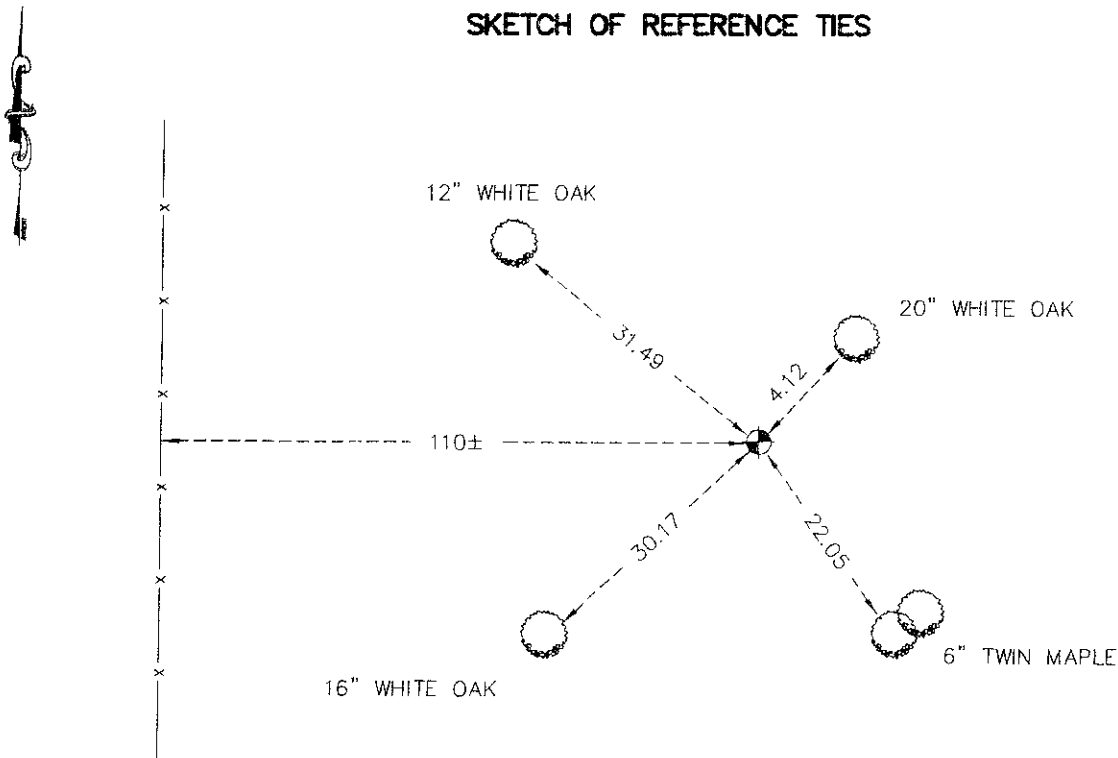 SKETCH OF REFERENCE TIES
12" WHITE OAK
20" WHITE OAK
31.49
4.12
110±
30.17
22.05
16" WHITE OAK
6" TWIN MAPLE